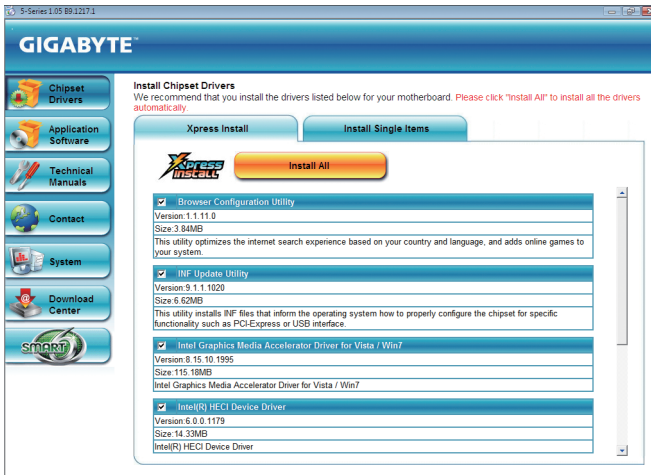 5-Series 1.05 B9.1217.1
GIGABYTE™
Chipset
Drivers
Application
Software
Technical
Manuals
Contact
System
Download
Center
SMART6
Install Chipset Drivers
We recommend that you install the drivers listed below for your motherboard. Please click "Install All" to install all the drivers
automatically.
Xpress Install
Install Single Items
Xpress
Install
Install All
Browser Configuration Utility
Version:1.1.11.0
Size:3.84MB
This utility optimizes the internet search experience based on your country and language, and adds online games to
your system.
INF Update Utility
Version:9.1.1.1020
Size:6.62MB
This utility installs INF files that inform the operating system how to properly configure the chipset for specific
functionality such as PCI-Express or USB interface.
Intel Graphics Media Accelerator Driver for Vista / Win7
Version:8.15.10.1995
Size:115.18MB
Intel Graphics Media Accelerator Driver for Vista / Win7
Intel(R) HECI Device Driver
Version:6.0.0.1179
Size:14.33MB
Intel(R) HECI Device Driver